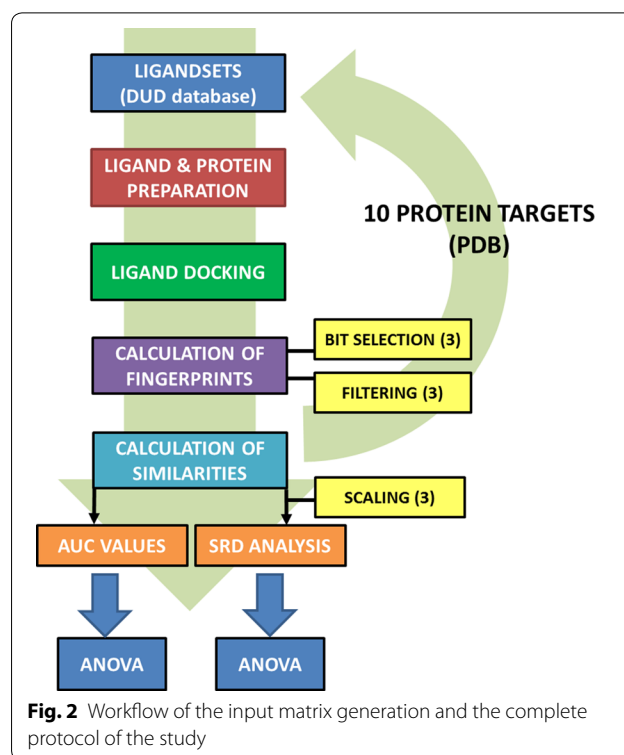 LIGANDSETS
(DUD database)
LIGAND & PROTEIN
PREPARATION
10 PROTEIN TARGETS
(PDB)
LIGAND DOCKING
CALCULATION OF
FINGERPRINTS
BIT SELECTION (3)
FILTERING (3)
CALCULATION OF
SIMILARITIES
SCALING (3)
AUC VALUES
SRD ANALYSIS
ANOVA
ANOVA
Fig. 2 Workflow of the input matrix generation and the complete
protocol of the study